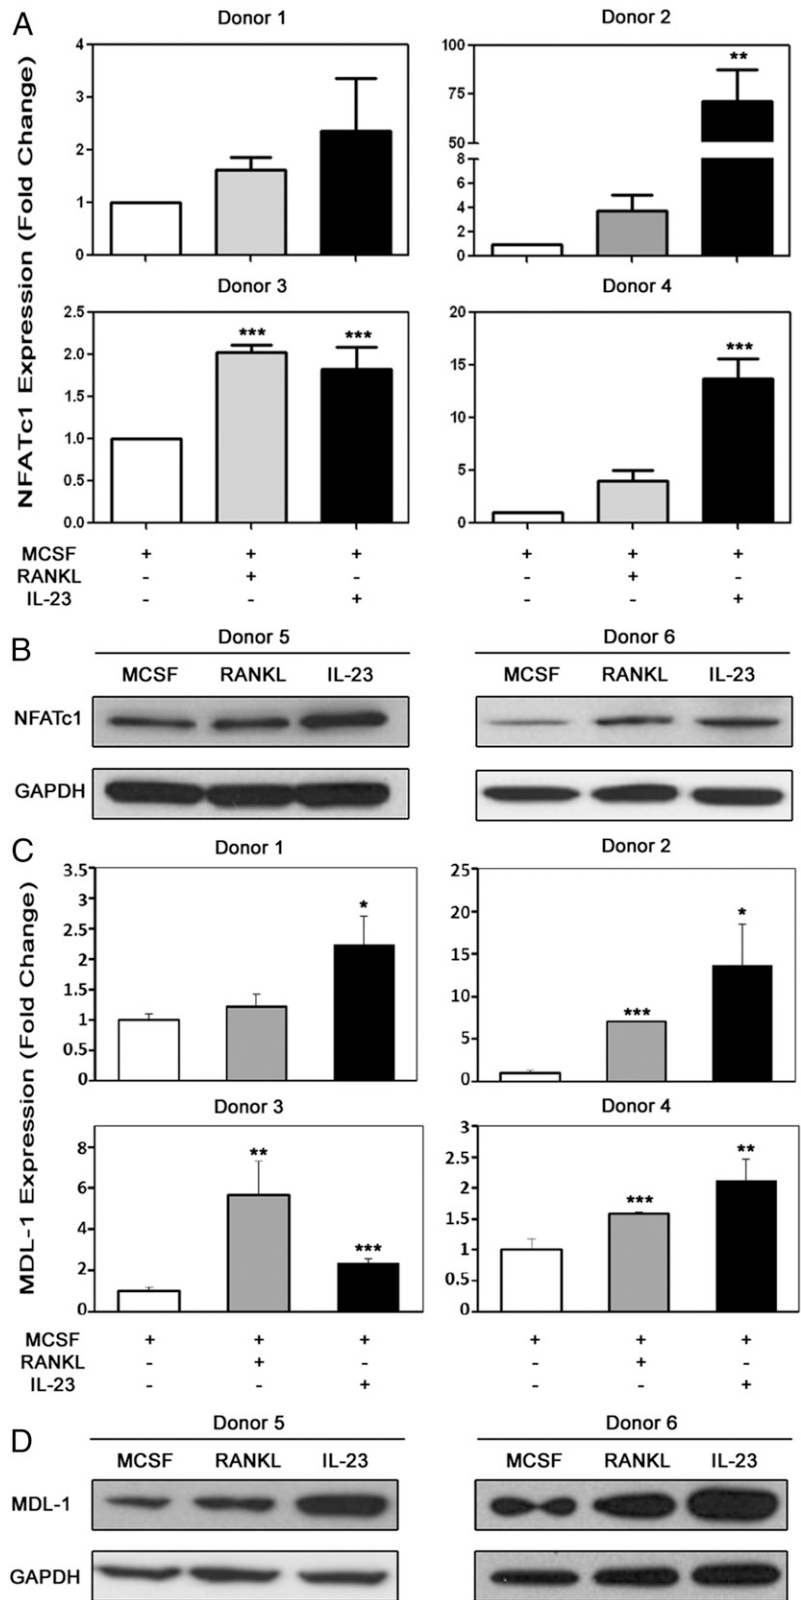 A
Donor 1
Donor 2
NFATc1 Expression (Fold Change)
4
3
2
1
0
**
100
75
50
8
6
4
2
0
Donor 3
Donor 4
*** ***
2.5
2.0
1.5
1.0
0.5
0.0
***
20
15
10
5
0
MCSF + + + + + +
RANKL - + - - + -
IL-23 - - + - - +
B
Donor 5
Donor 6
MCSF RANKL IL-23
MCSF RANKL IL-23
NFATc1
GAPDH
C
Donor 1
Donor 2
MDL-1 Expression (Fold Change)
*
3.5
3
2.5
2
1.5
1
0.5
0
*** *
25
20
15
10
5
0
Donor 3
Donor 4
** ***
8
6
4
2
0
*** **
3
2.5
2
1.5
1
0.5
0
MCSF + + + + + +
RANKL - + - - + -
IL-23 - - + - - +
D
Donor 5
Donor 6
MCSF RANKL IL-23
MCSF RANKL IL-23
MDL-1
GAPDH